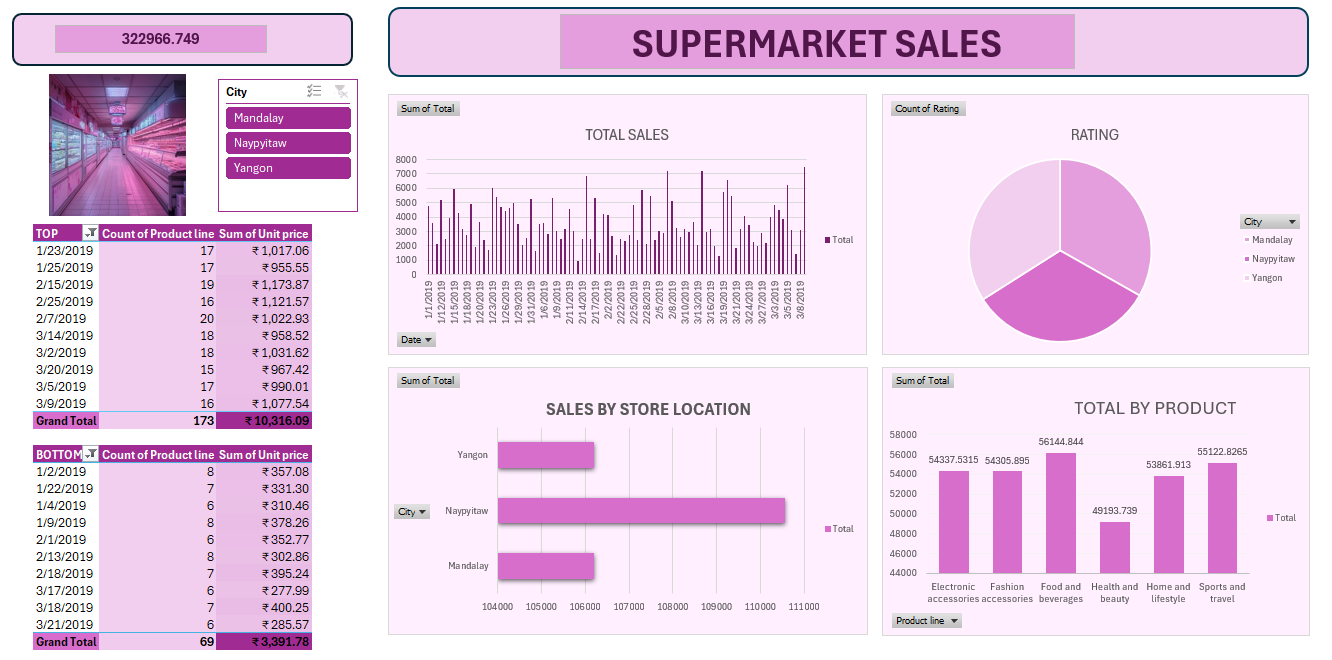 322966.749
SUPERMARKET SALES
City
Mandalay
Naypyitaw
Yangon
TOP Count of Product line Sum of Unit price
1/23/2019 17 ₹ 1,017.06
1/25/2019 17 ₹ 955.55
2/15/2019 19 ₹ 1,173.87
2/25/2019 16 ₹ 1,121.57
2/7/2019 20 ₹ 1,022.93
3/14/2019 18 ₹ 958.52
3/2/2019 18 ₹ 1,031.62
3/20/2019 15 ₹ 967.42
3/5/2019 17 ₹ 990.01
3/9/2019 16 ₹ 1,077.54
Grand Total 173 ₹ 10,316.09
BOTTOM Count of Product line Sum of Unit price
1/2/2019 8 ₹ 357.08
1/22/2019 7 ₹ 331.30
1/4/2019 6 ₹ 310.46
1/9/2019 8 ₹ 378.26
2/1/2019 6 ₹ 352.77
2/13/2019 8 ₹ 302.86
2/18/2019 7 ₹ 395.24
3/17/2019 6 ₹ 277.99
3/18/2019 7 ₹ 400.25
3/21/2019 6 ₹ 285.57
Grand Total 69 ₹ 3,391.78
Sum of Total
TOTAL SALES
8000
7000
6000
5000
4000
3000
2000
1000
0
1/1/2019 1/12/2019 1/15/2019 1/18/2019 1/20/2019 1/23/2019 1/26/2019 1/29/2019 1/31/2019 1/6/2019 1/9/2019 2/11/2019 2/14/2019 2/17/2019 2/2/2019 2/22/2019 2/25/2019 2/28/2019 2/5/2019 2/8/2019 3/10/2019 3/13/2019 3/16/2019 3/19/2019 3/21/2019 3/24/2019 3/27/2019 3/3/2019 3/5/2019 3/8/2019
Total
Date
Count of Rating
RATING
City
Mandalay
Naypyitaw
Yangon
Sum of Total
SALES BY STORE LOCATION
Yangon
Naypyitaw
Mandalay
City
104000 105000 106000 107000 108000 109000 110000 111000
Total
Sum of Total
TOTAL BY PRODUCT
58000
56000
54000
52000
50000
48000
46000
44000
54337.5315 54305.895 56144.844 49193.739 53861.913 55122.8265
Electronic Fashion Food and Health and Home and Sports and
accessories accessories beverages beauty lifestyle travel
Total
Product line